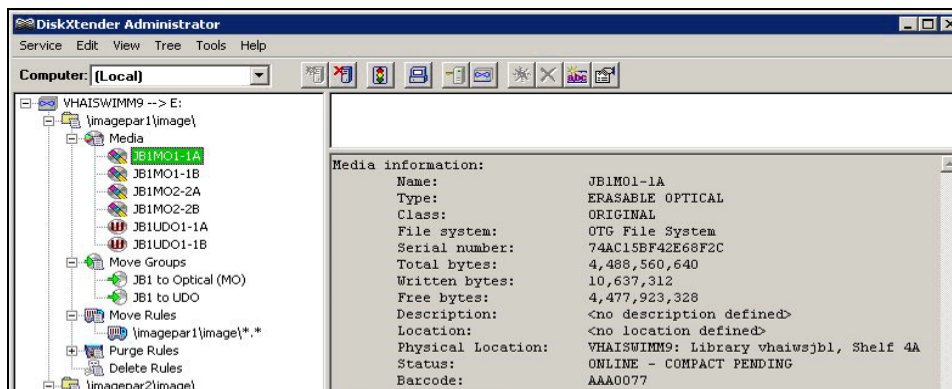 DiskXtender Administrator
Service Edit View Tree Tools Help
Computer: (Local)
abc
VHAISWIMM9 --> E:
\imagepar1\image\
Media
JB1MO1-1A
JB1MO1-1B
JB1MO2-2A
JB1MO2-2B
JB1UDO1-1A
JB1UDO1-1B
Move Groups
JB1 to Optical (MO)
JB1 to UDO
Move Rules
\imagepar1\image\*.*
Purge Rules
Delete Rules
\imagepar2\image\
Media information:
Name: JB1MO1-1A
Type: ERASABLE OPTICAL
Class: ORIGINAL
File system: OTG File System
Serial number: 74AC15BF42E68F2C
Total bytes: 4,488,560,640
Written bytes: 10,637,312
Free bytes: 4,477,923,328
Description: <no description defined>
Location: <no location defined>
Physical Location: VHAISWIMM9: Library vhaiwsjb1, Shelf 4A
Status: ONLINE - COMPACT PENDING
Barcode: AAA0077